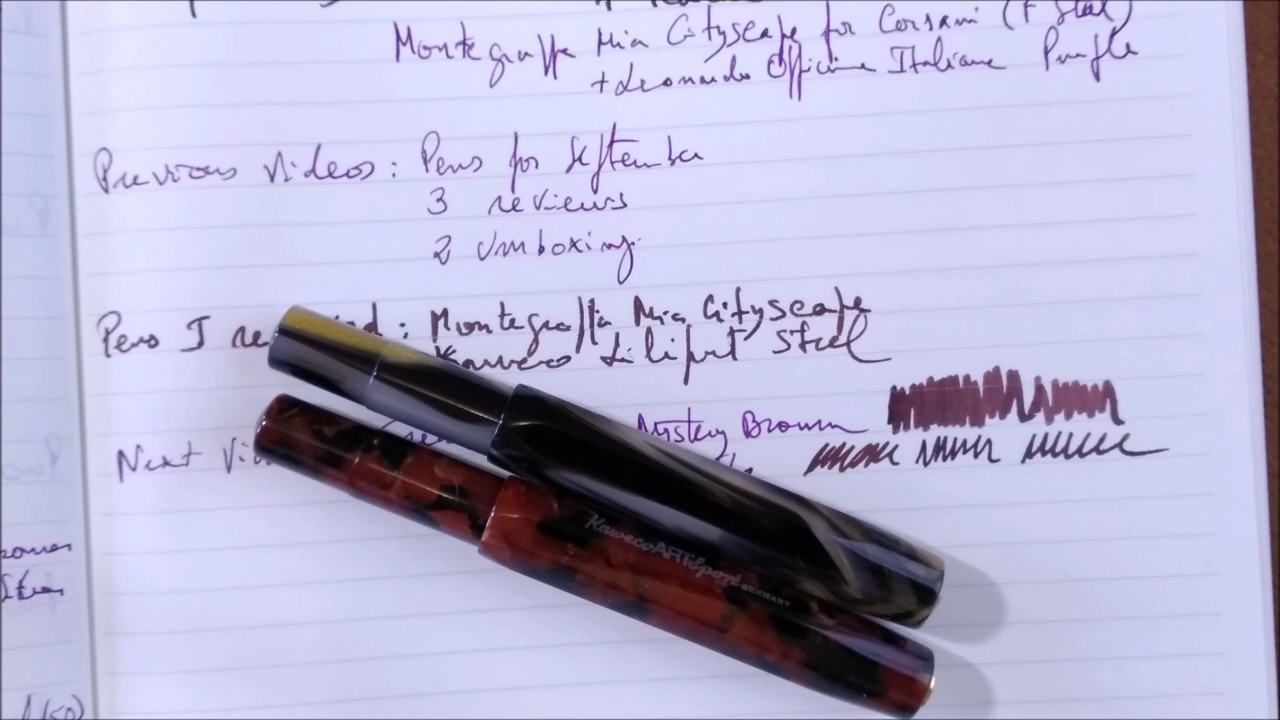 Montegrappa Mia Cityscape for Corsani (F Steel)
+ Leonardo Officina Italiana Purple
Previous Videos: Pens for September
3 reviews
2 Unboxing
Pens I : Montegrappa Mia Cityscape
Kaweco Liliput Steel
Mistery Brown
Next
KawecoARTSport GERMANY